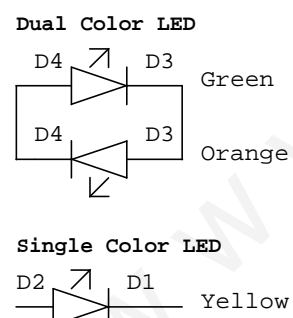 Dual Color LED
D4 D3
Green
D4 D3
Orange
Single Color LED
D2 D1
Yellow